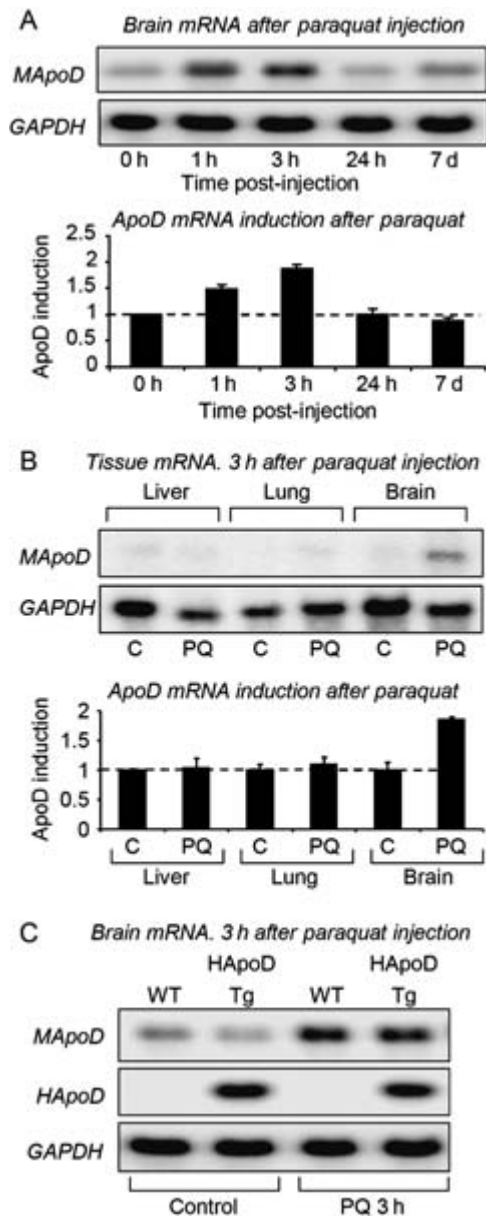 A
Brain mRNA after paraquat injection
MApoD
GAPDH
0 h 1 h 3 h 24 h 7 d
Time post-injection
ApoD mRNA induction after paraquat
ApoD induction
2.5
2
1.5
1
0.5
0
0 h 1 h 3 h 24 h 7 d
Time post-injection
B
Tissue mRNA. 3 h after paraquat injection
Liver Lung Brain
MApoD
GAPDH
C PQ C PQ C PQ
ApoD mRNA induction after paraquat
ApoD induction
2
1.5
1
0.5
0
C PQ C PQ C PQ
Liver Lung Brain
C
Brain mRNA. 3 h after paraquat injection
HApoD HApoD
WT Tg WT Tg
MApoD
HApoD
GAPDH
Control PQ 3 h